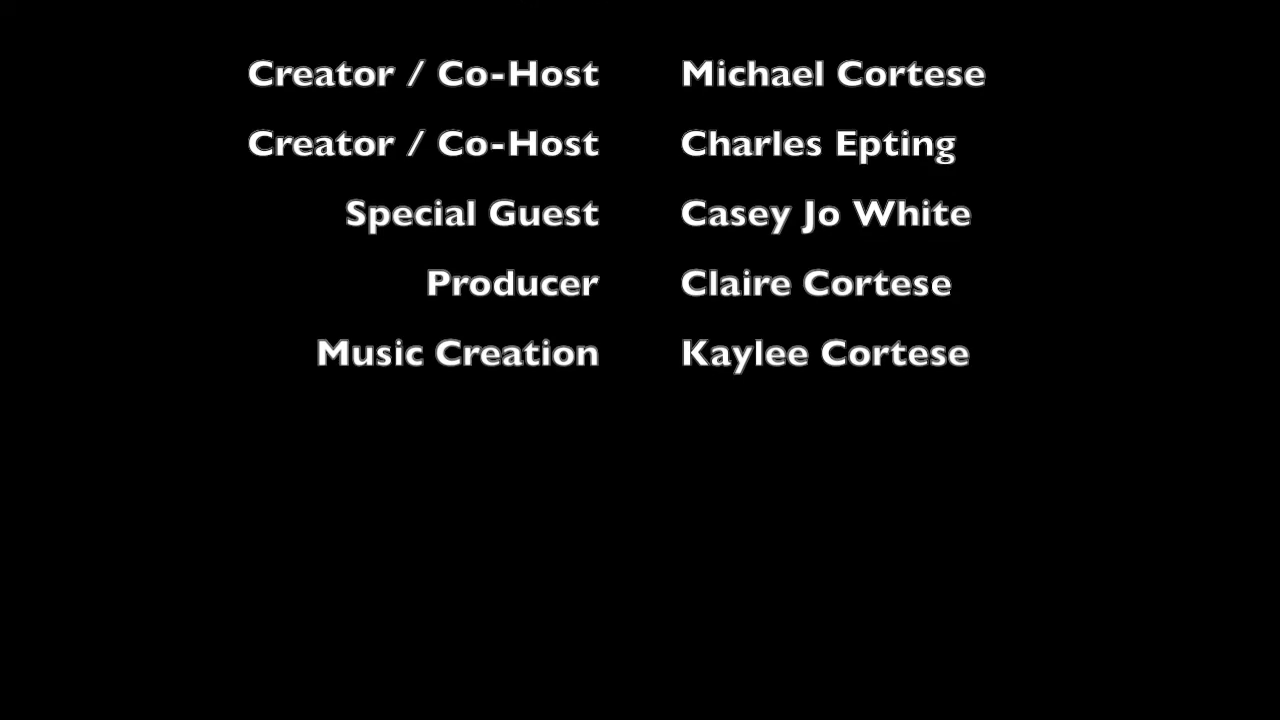 Creator / Co-Host Michael Cortese
Creator / Co-Host Charles Epting
Special Guest Casey Jo White
Producer Claire Cortese
Music Creation Kaylee Cortese